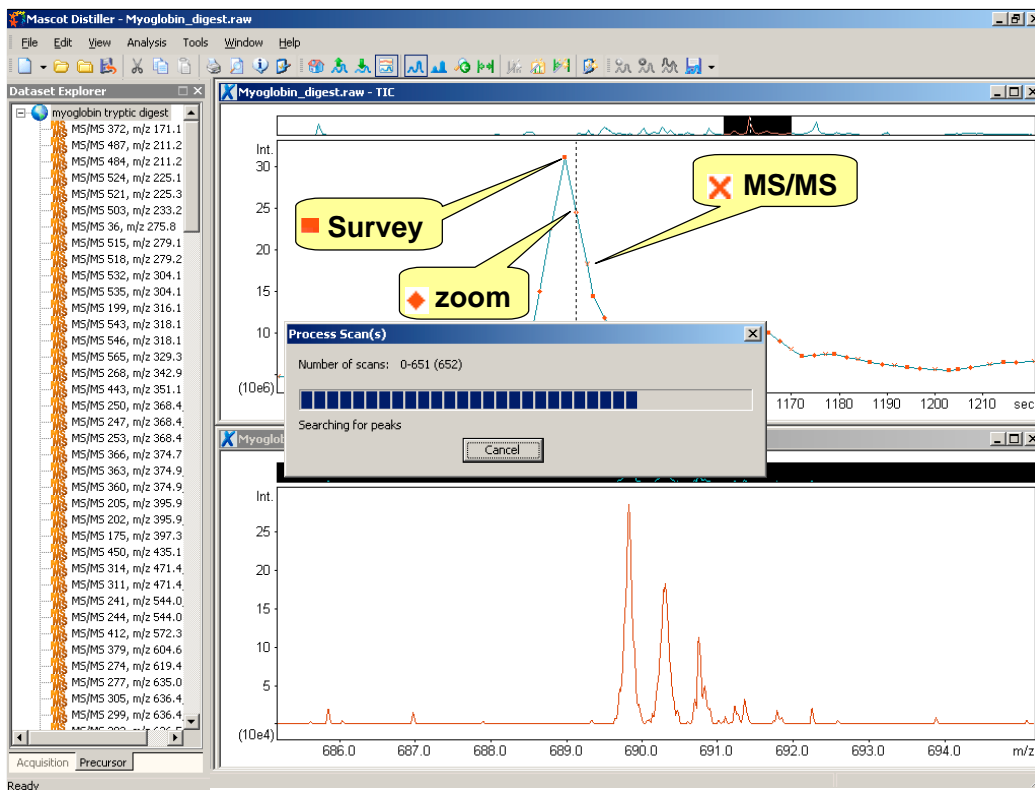 Mascot Distiller - Myoglobin_digest.raw
File Edit View Analysis Tools Window Help
Dataset Explorer
myoglobin tryptic digest
MS/MS 372, m/z 171.1
MS/MS 487, m/z 211.2
MS/MS 484, m/z 211.2
MS/MS 524, m/z 225.1
MS/MS 521, m/z 225.3
MS/MS 503, m/z 233.2
MS/MS 36, m/z 275.8
MS/MS 515, m/z 279.1
MS/MS 518, m/z 279.2
MS/MS 532, m/z 304.1
MS/MS 535, m/z 304.1
MS/MS 199, m/z 316.1
MS/MS 543, m/z 318.1
MS/MS 546, m/z 318.1
MS/MS 565, m/z 329.3
MS/MS 268, m/z 342.9
MS/MS 443, m/z 351.1
MS/MS 250, m/z 368.4
MS/MS 247, m/z 368.4
MS/MS 253, m/z 368.4
MS/MS 366, m/z 374.7
MS/MS 363, m/z 374.9
MS/MS 360, m/z 374.9
MS/MS 205, m/z 395.9
MS/MS 202, m/z 395.9
MS/MS 175, m/z 397.3
MS/MS 450, m/z 435.1
MS/MS 314, m/z 471.4
MS/MS 311, m/z 471.4
MS/MS 241, m/z 544.0
MS/MS 244, m/z 544.0
MS/MS 412, m/z 572.3
MS/MS 379, m/z 604.6
MS/MS 274, m/z 619.4
MS/MS 277, m/z 635.0
MS/MS 305, m/z 636.4
MS/MS 299, m/z 636.4
Acquisition Precursor
Ready
Myoglobin_digest.raw - TIC
Int.
30
25
20
15
10
(10e6)
1170 1180 1190 1200 1210 sec
Survey
zoom
MS/MS
Process Scan(s)
Number of scans: 0-651 (652)
Searching for peaks
Cancel
Myoglob
Int.
25
20
15
10
5
(10e4)
686.0 687.0 688.0 689.0 690.0 691.0 692.0 693.0 694.0 m/z